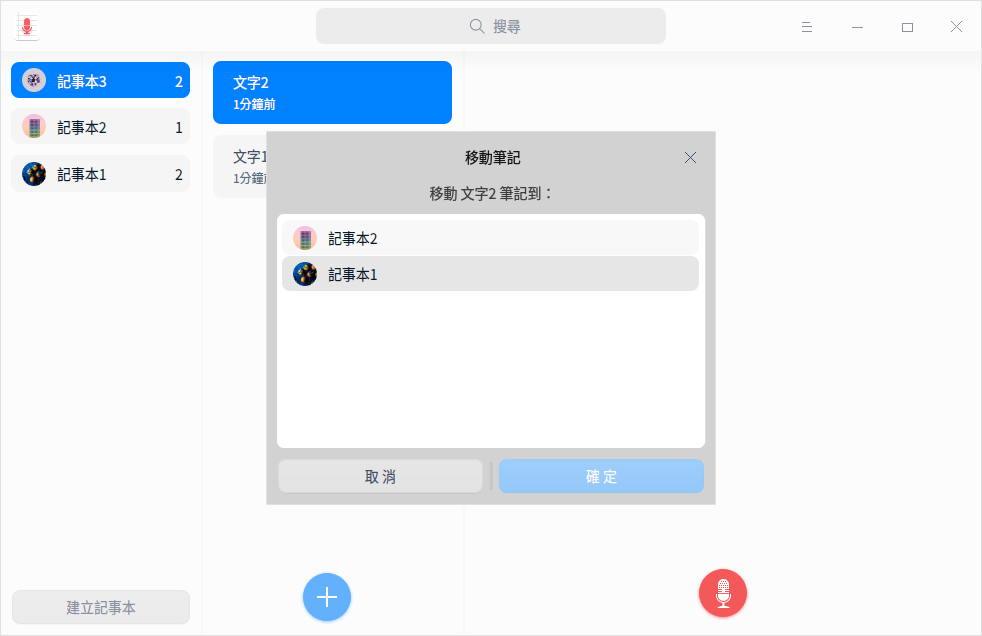 搜尋
記事本3 2
記事本2 1
記事本1 2
建立記事本
文字2
1分鐘前
文字1
1分鐘
移動筆記
移動 文字2 筆記到：
記事本2
記事本1
取消
確定